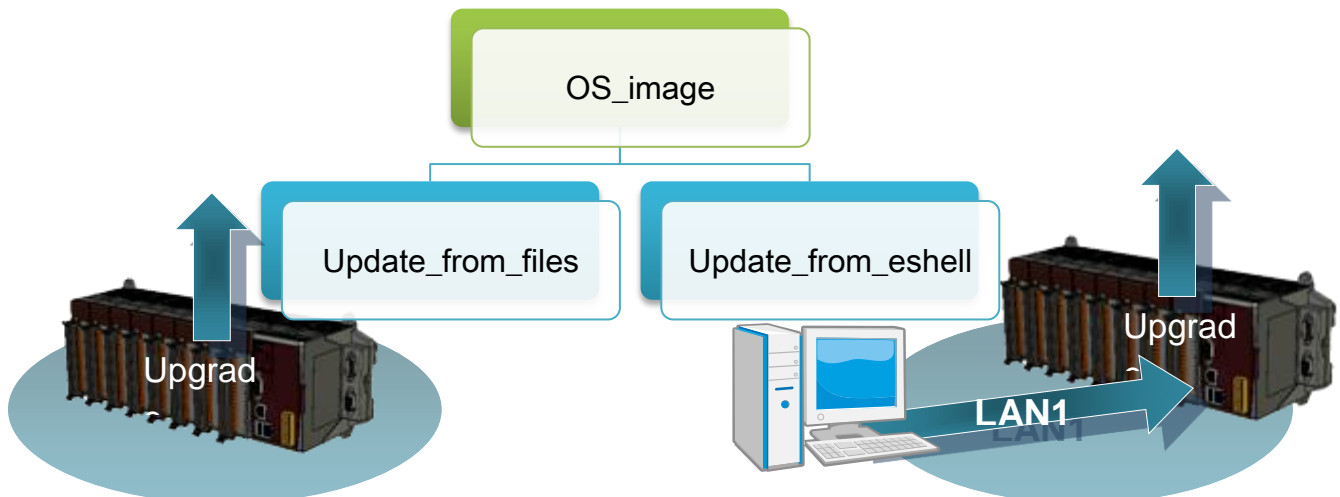 OS_image
Update_from_files
Update_from_eshell
Upgrad
Upgrad
LAN1